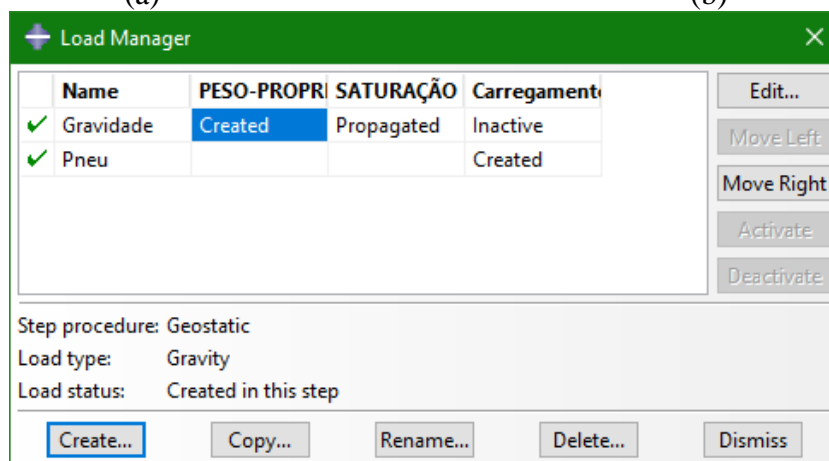 (a) (b)
Load Manager
Name PESO-PROPRI SATURAÇÃO Carregament
Edit...
Gravidade Created Propagated Inactive
Move Left
Pneu Created
Move Right
Activate
Deactivate
Step procedure: Geostatic
Load type: Gravity
Load status: Created in this step
Create... Copy... Rename... Delete... Dismiss